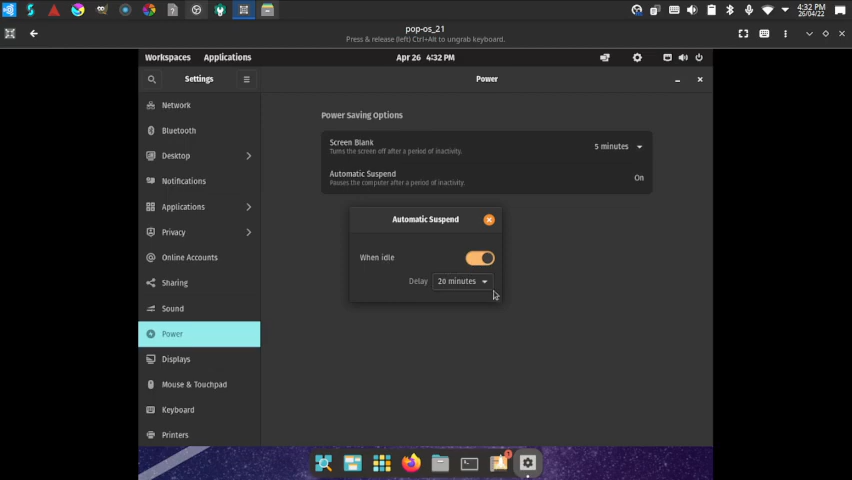 4:32 PM
26/04/22
pop-os_21
Press & release (left) Ctrl+Alt to ungrab keyboard.
Workspaces Applications Apr 26 4:32 PM
Settings Power
Network
Bluetooth
Desktop
Notifications
Applications
Privacy
Online Accounts
Sharing
Sound
Power
Displays
Mouse & Touchpad
Keyboard
Printers
Power Saving Options
Screen Blank
Turns the screen off after a period of inactivity.
5 minutes
Automatic Suspend
Pauses the computer after a period of inactivity.
On
Automatic Suspend
When idle
Delay 20 minutes
1